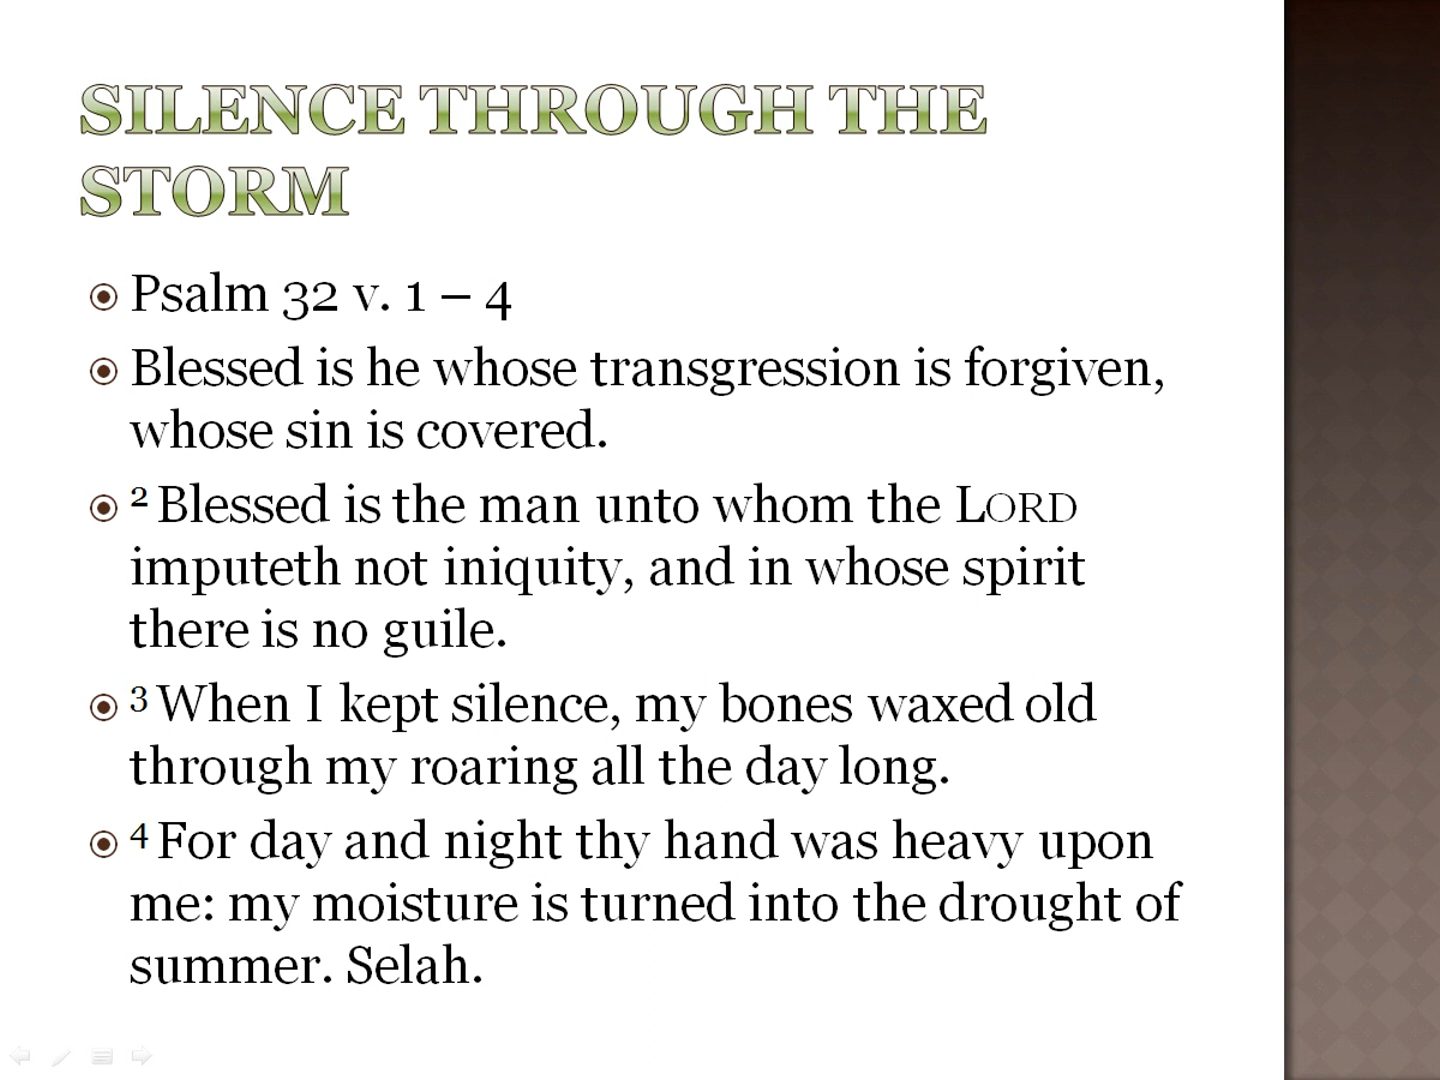 SILENCE THROUGH THE
STORM
Psalm 32 v. 1 – 4
Blessed is he whose transgression is forgiven,
whose sin is covered.
2 Blessed is the man unto whom the LORD
imputeth not iniquity, and in whose spirit
there is no guile.
3 When I kept silence, my bones waxed old
through my roaring all the day long.
4 For day and night thy hand was heavy upon
me: my moisture is turned into the drought of
summer. Selah.